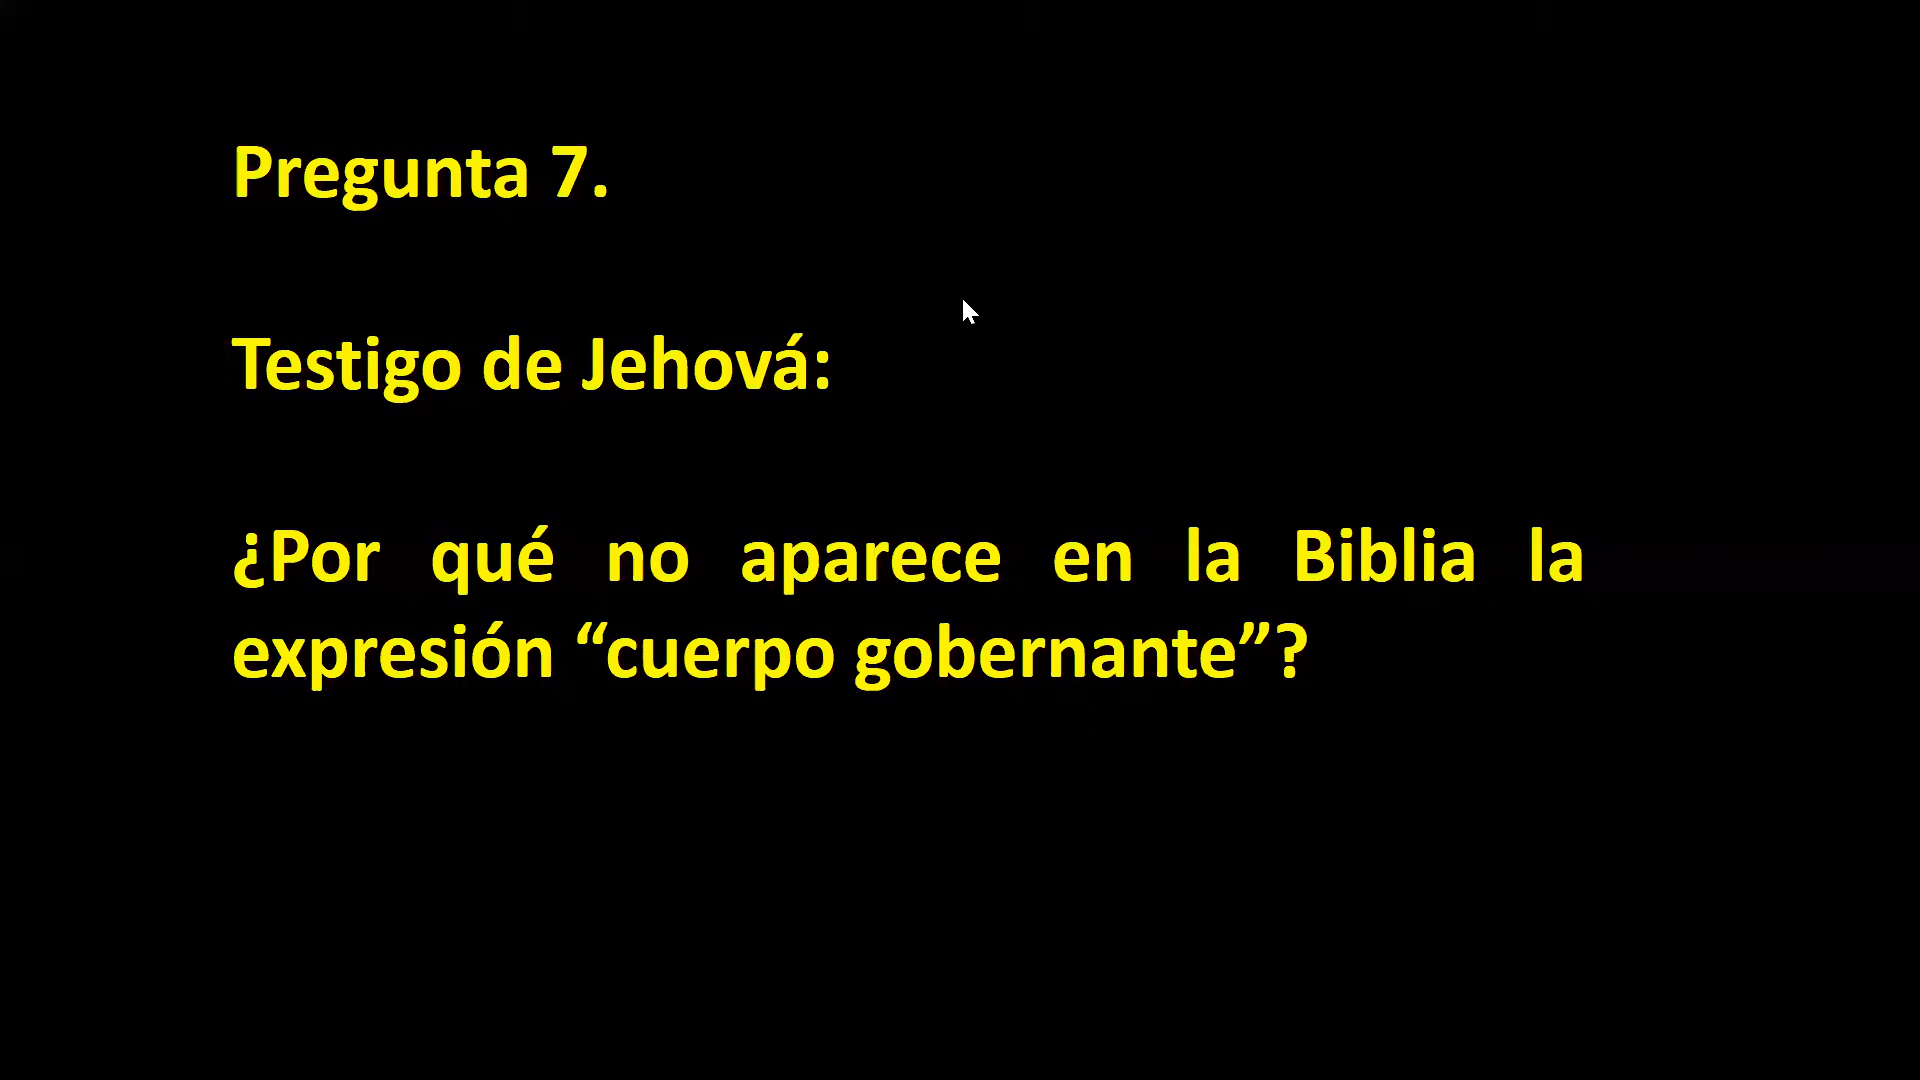 Pregunta 7.
Testigo de Jehová:
¿Por qué no aparece en la Biblia la
expresión “cuerpo gobernante”?